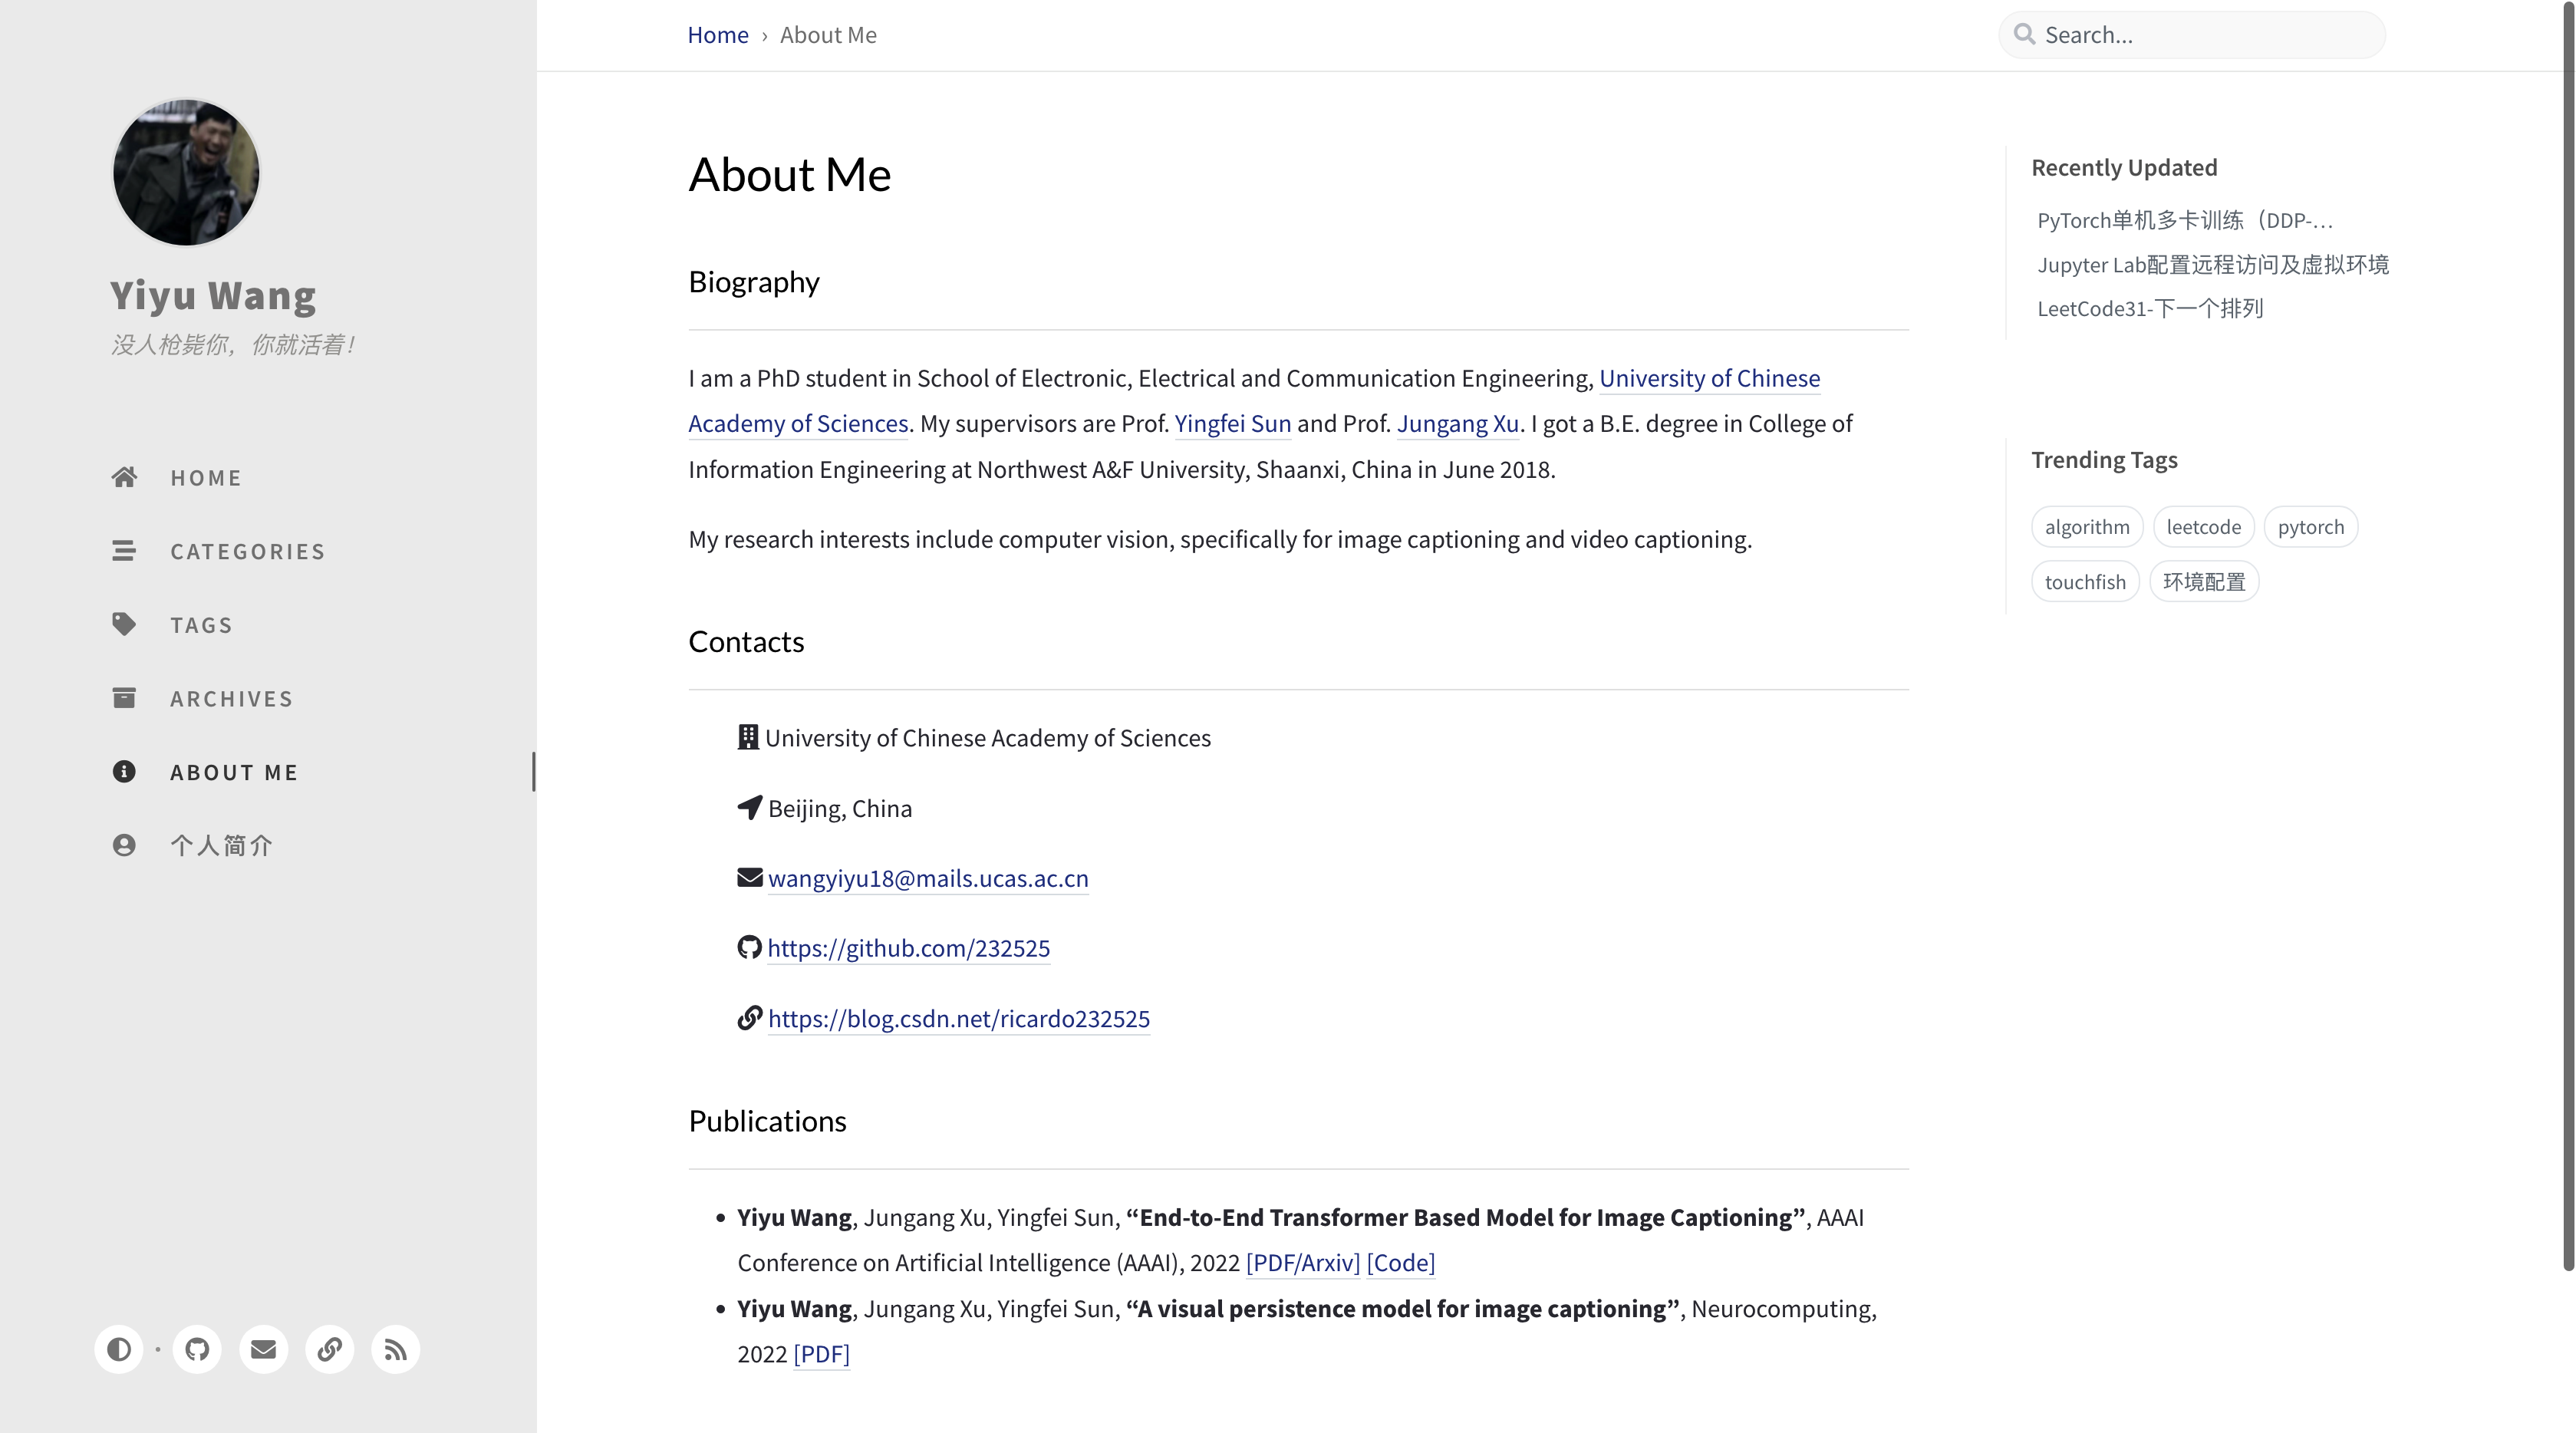 Yiyu Wang
没人枪毙你，你就活着！
HOME
CATEGORIES
TAGS
ARCHIVES
ABOUT ME
个人简介
Home › About Me
Search...
About Me
Biography
I am a PhD student in School of Electronic, Electrical and Communication Engineering, University of Chinese
Academy of Sciences. My supervisors are Prof. Yingfei Sun and Prof. Jungang Xu. I got a B.E. degree in College of
Information Engineering at Northwest A&F University, Shaanxi, China in June 2018.
My research interests include computer vision, specifically for image captioning and video captioning.
Contacts
University of Chinese Academy of Sciences
Beijing, China
wangyiyu18@mails.ucas.ac.cn
https://github.com/232525
https://blog.csdn.net/ricardo232525
Publications
• Yiyu Wang, Jungang Xu, Yingfei Sun, “End-to-End Transformer Based Model for Image Captioning”, AAAI
Conference on Artificial Intelligence (AAAI), 2022 [PDF/Arxiv] [Code]
• Yiyu Wang, Jungang Xu, Yingfei Sun, “A visual persistence model for image captioning”, Neurocomputing,
2022 [PDF]
Recently Updated
PyTorch单机多卡训练（DDP-...
Jupyter Lab配置远程访问及虚拟环境
LeetCode31-下一个排列
Trending Tags
algorithm leetcode pytorch
touchfish 环境配置